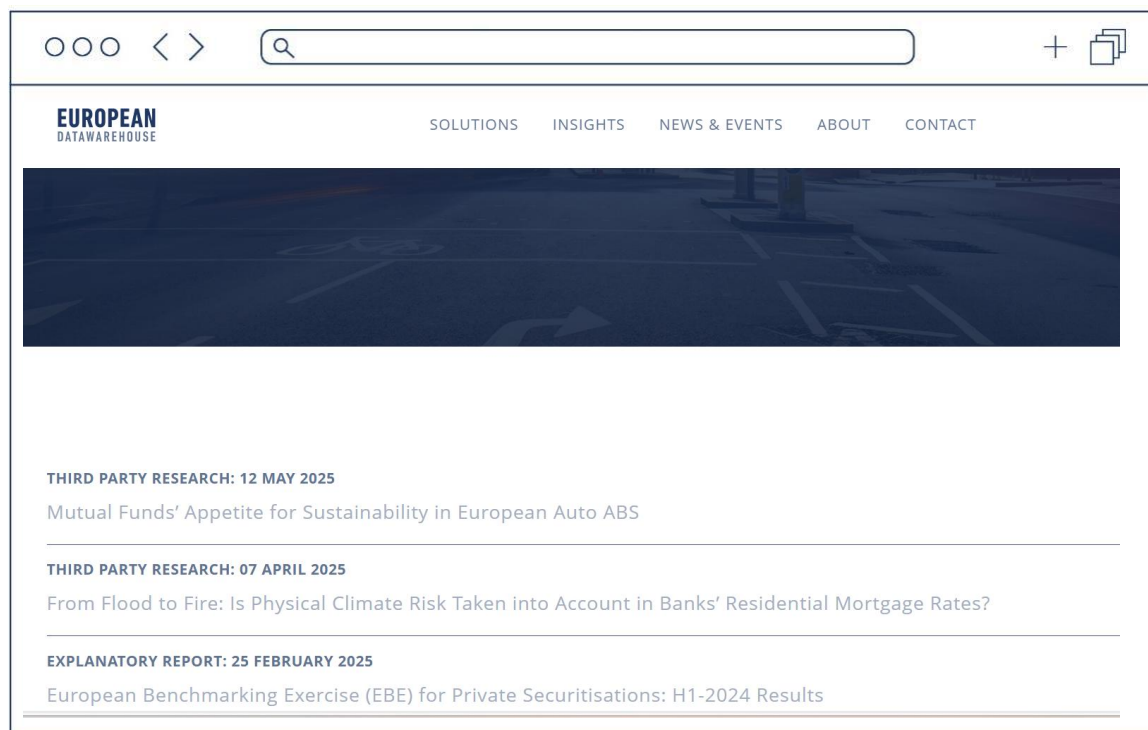 EUROPEAN
DATAWAREHOUSE
SOLUTIONS INSIGHTS NEWS & EVENTS ABOUT CONTACT
THIRD PARTY RESEARCH: 12 MAY 2025
Mutual Funds’ Appetite for Sustainability in European Auto ABS
THIRD PARTY RESEARCH: 07 APRIL 2025
From Flood to Fire: Is Physical Climate Risk Taken into Account in Banks’ Residential Mortgage Rates?
EXPLANATORY REPORT: 25 FEBRUARY 2025
European Benchmarking Exercise (EBE) for Private Securitisations: H1-2024 Results